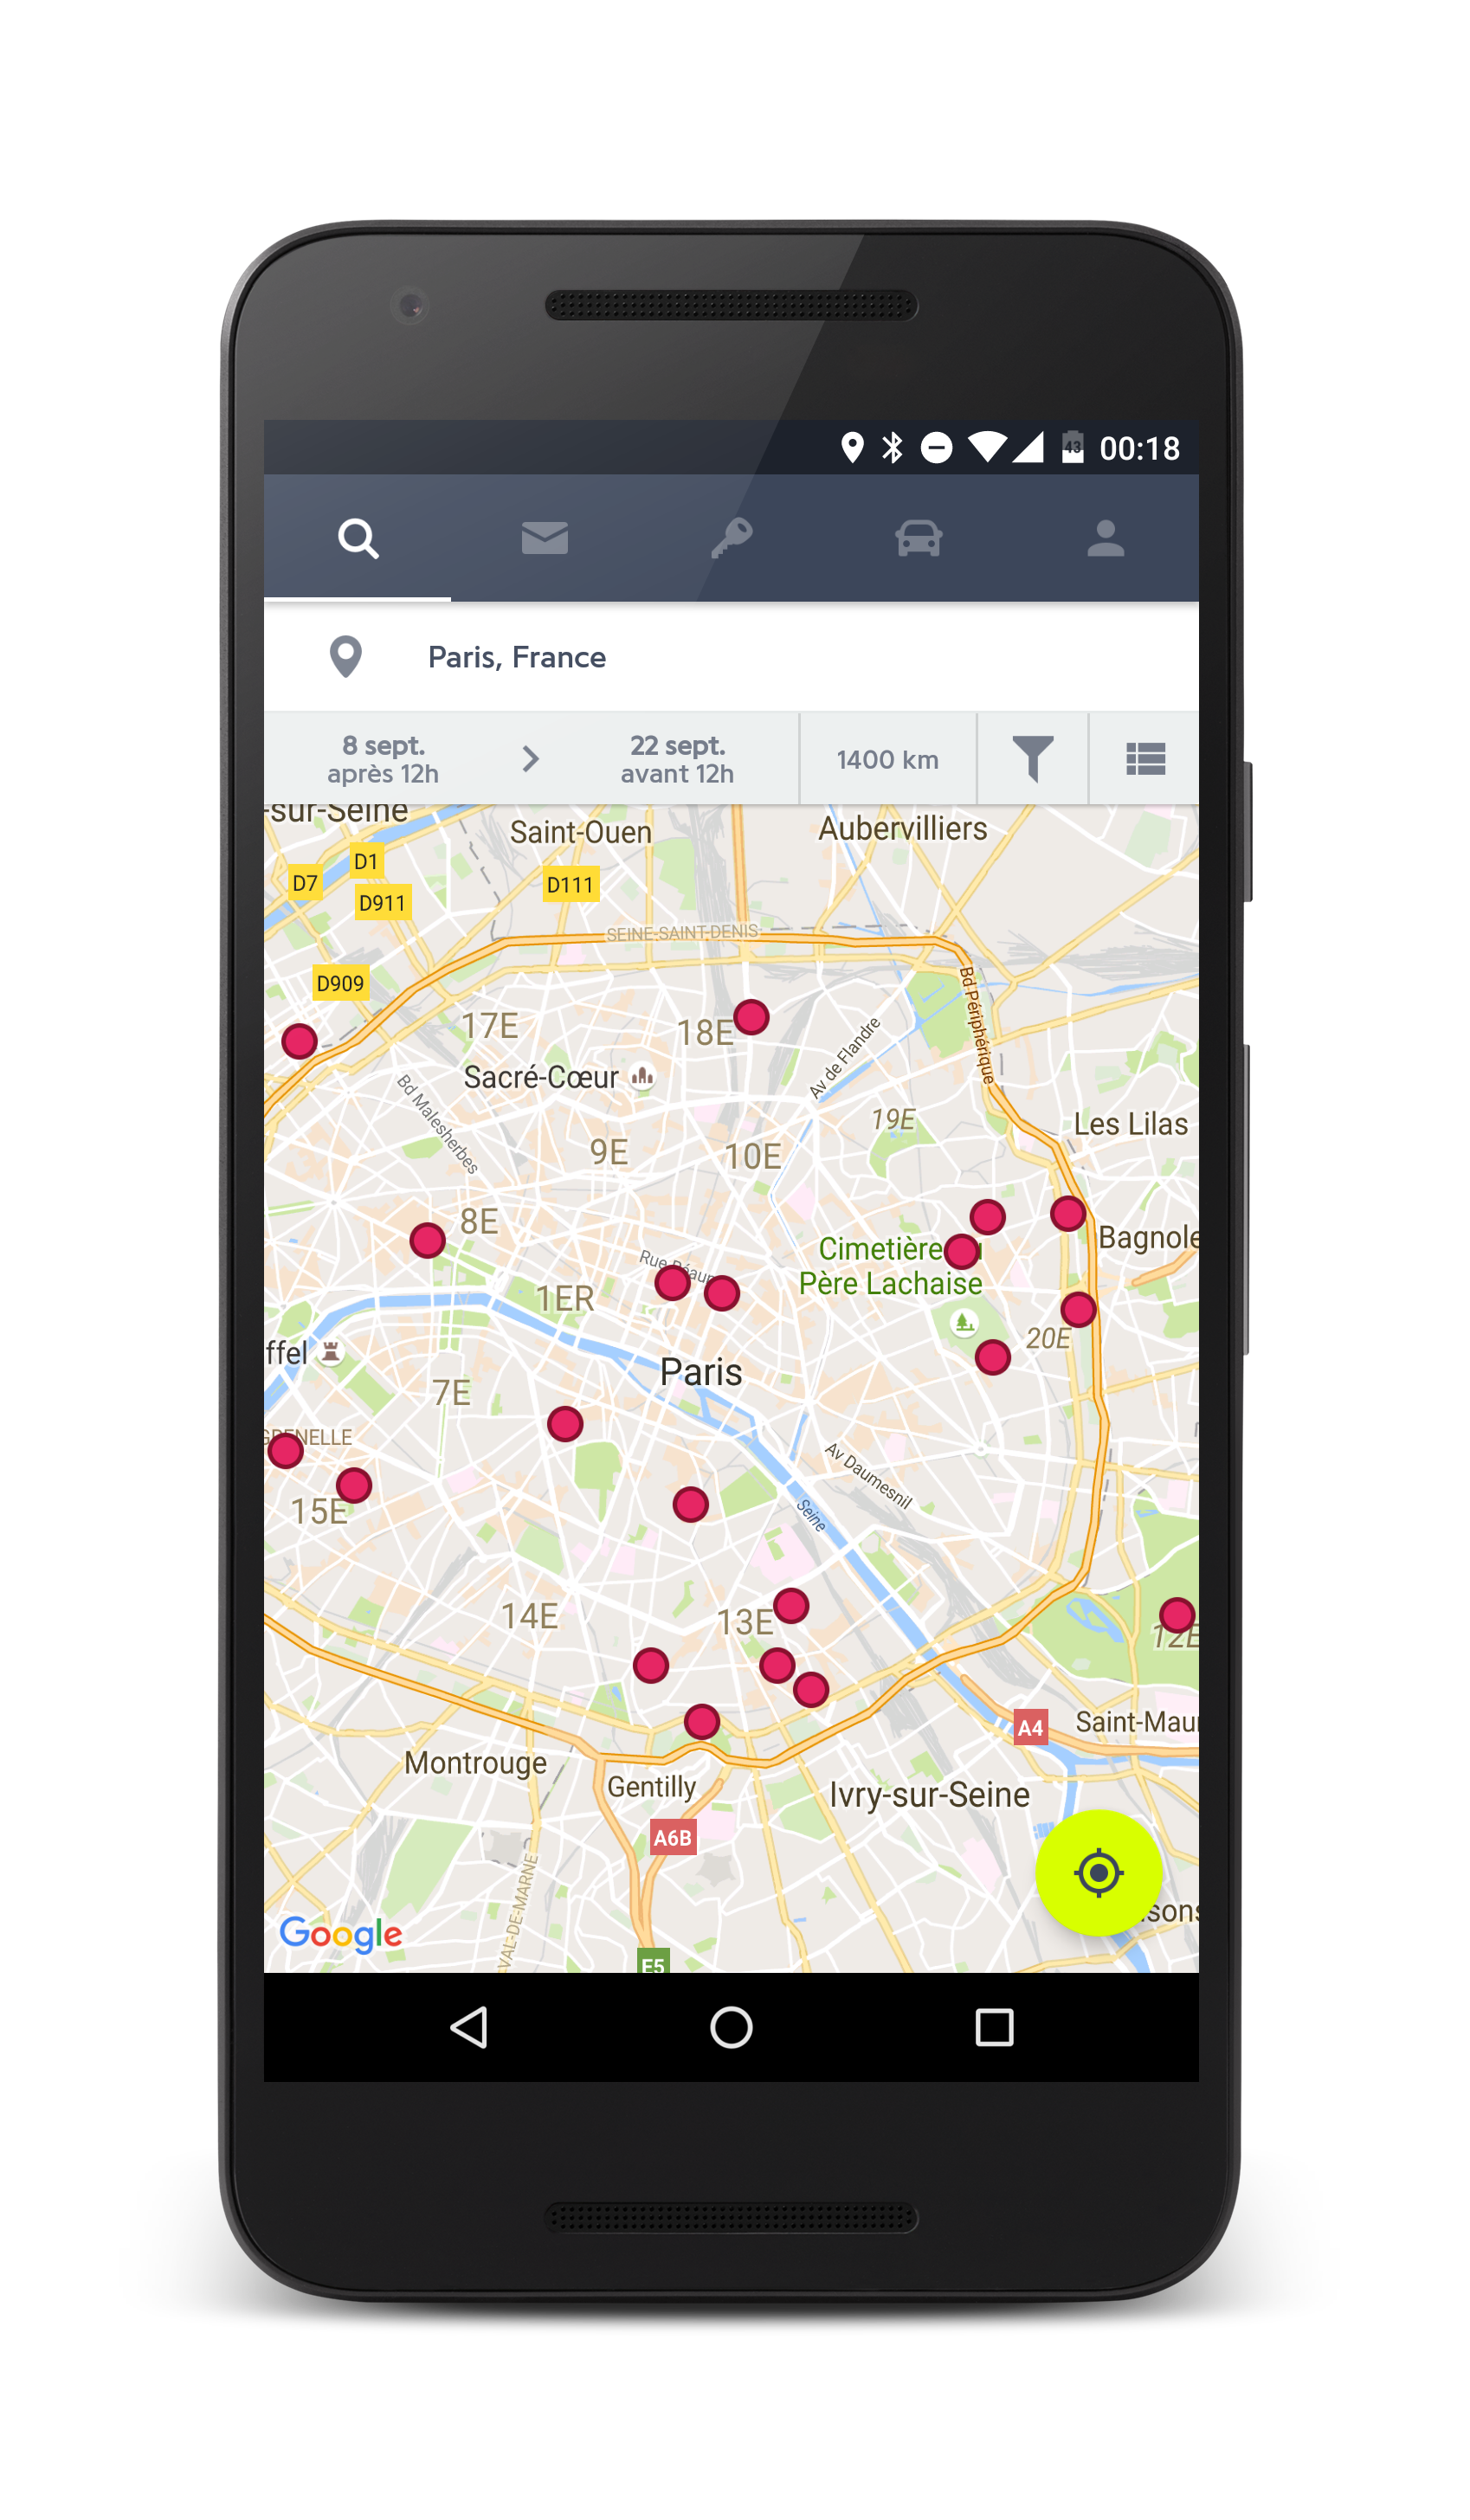 43 00:18
Paris, France
8 sept.
après 12h
22 sept.
avant 12h
1400 km
-sur-Seine
Saint-Ouen
Aubervilliers
D1
D7
D911
D111
SEINE-SAINT-DENIS
D909
Bd Périphérique
17E
18E
Av de Flandre
Sacré-Cœur
Bd Malesherbes
19E
Les Lilas
9E
10E
8E
Bagnole
Cimetière
Père Lachaise
Rue
1ER
20E
ffel
Paris
7E
GRENELLE
Av Daumesnil
15E
Seine
14E
13E
12E
A4
Saint-Maur
Montrouge
Gentilly
Ivry-sur-Seine
A6B
VAL-DE-MARNE
sons
Google
E5